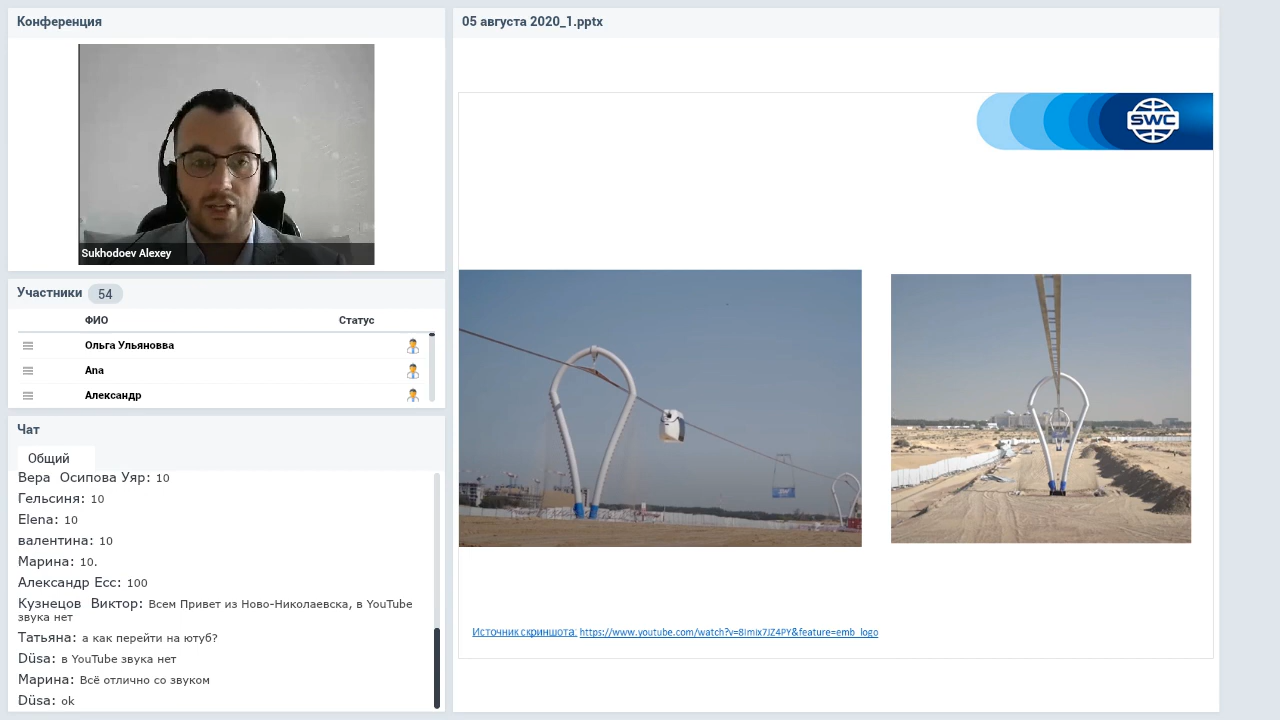 Конференция
Sukhodoev Alexey
Участники 54
ФИО Статус
Ольга Ульяновва
Ana
Александр
Чат
Общий
Вера Осипова Уяр: 10
Гельсиня: 10
Elena: 10
валентина: 10
Марина: 10.
Александр Есс: 100
Кузнецов Виктор: Всем Привет из Ново-Николаевска, в YouTube
звука нет
Татьяна: а как перейти на ютуб?
Düsa: в YouTube звука нет
Марина: Всё отлично со звуком
Düsa: ok
05 августа 2020_1.pptx
SWC
Источник скриншота: https://www.youtube.com/watch?v=8Imix7JZ4PY&feature=emb_logo